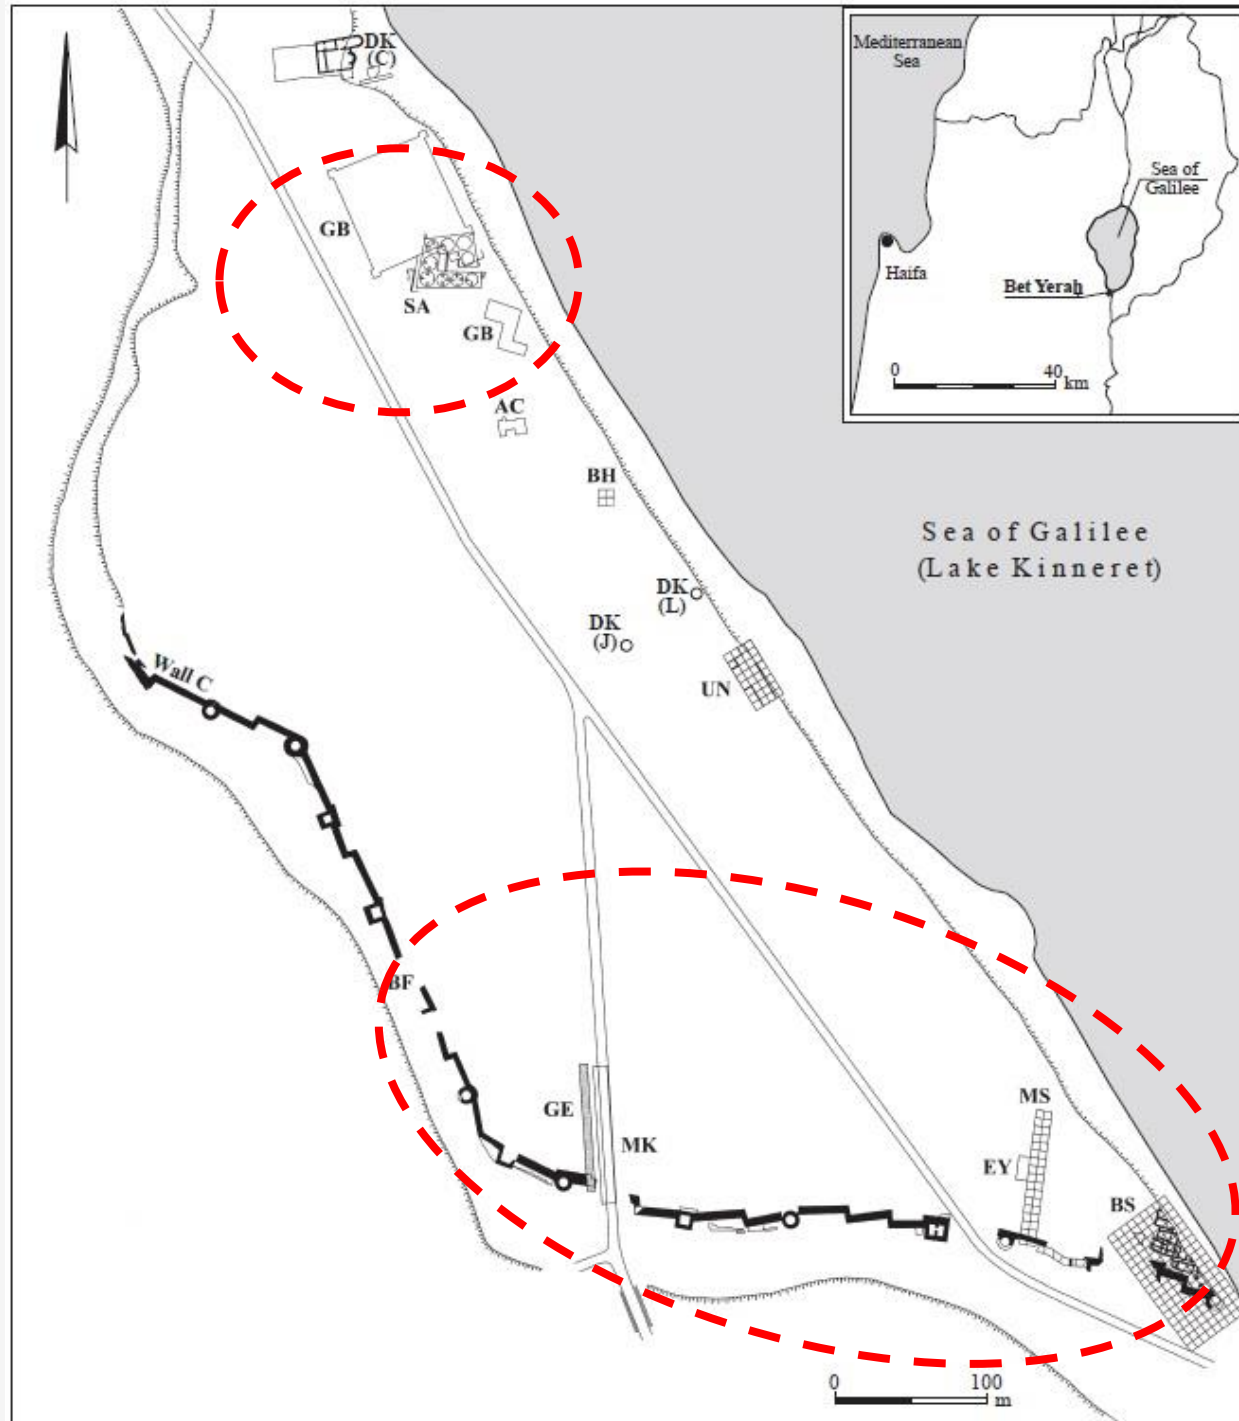 DK
(C)
GB
SA
GB
AC
BH
DK
(L)
DK
(J)
UN
Wall C
BF
GE
MK
MS
EY
BS
0 100
m
Sea of Galilee
(Lake Kinneret)
Mediterranean
Sea
Sea of
Galilee
Haifa
Bet Yeraḥ
0 40
km